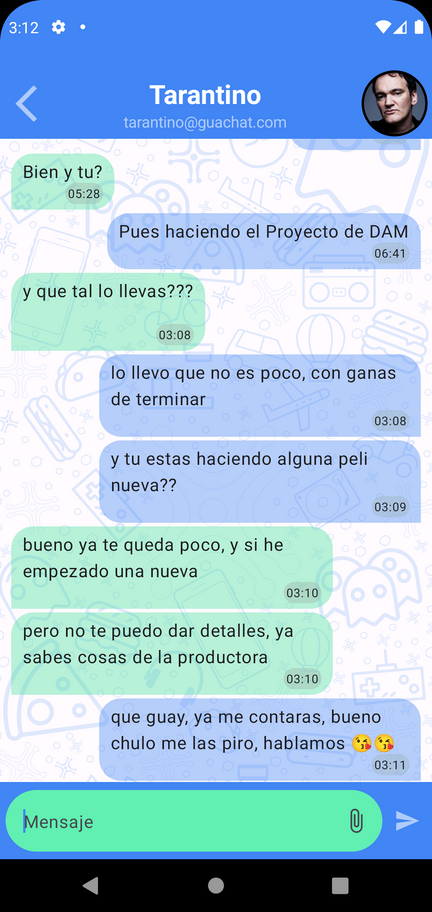 3:12
Tarantino
tarantino@guachat.com
Bien y tu?
05:28
Pues haciendo el Proyecto de DAM
06:41
y que tal lo llevas???
03:08
lo llevo que no es poco, con ganas
de terminar
03:08
y tu estas haciendo alguna peli
nueva??
03:09
bueno ya te queda poco, y si he
empezado una nueva
03:10
pero no te puedo dar detalles, ya
sabes cosas de la productora
03:10
que guay, ya me contaras, bueno
chulo me las piro, hablamos 😘😘
03:11
Mensaje